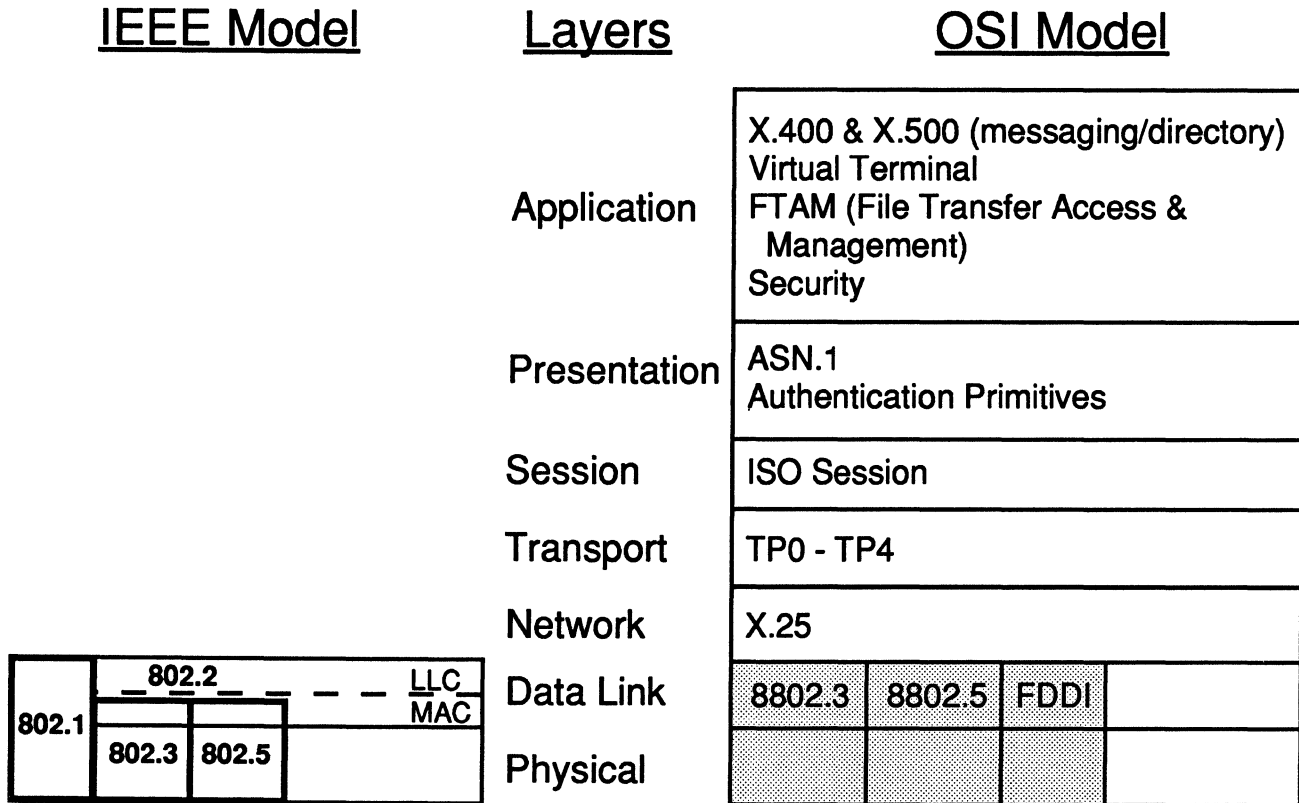 IEEE Model Layers OSI Model
Application
X.400 & X.500 (messaging/directory)
Virtual Terminal
FTAM (File Transfer Access &
Management)
Security
Presentation
ASN.1
Authentication Primitives
Session
ISO Session
Transport
TP0 - TP4
Network
X.25
802.1
802.2
LLC
MAC
802.3 802.5
Data Link
8802.3 8802.5 FDDI
Physical